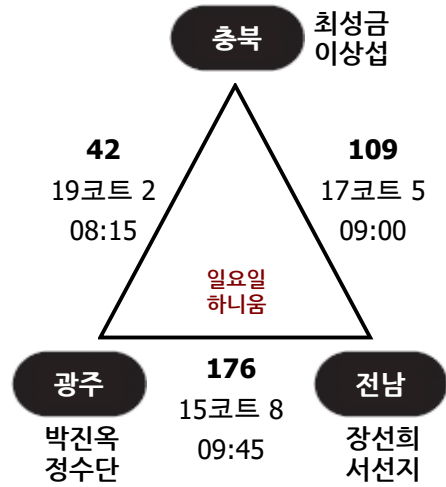 충북
최성금
이상섭
42
19코트 2
08:15
109
17코트 5
09:00
일요일
하니움
광주
박진옥
정수단
176
15코트 8
09:45
전남
장선희
서선지